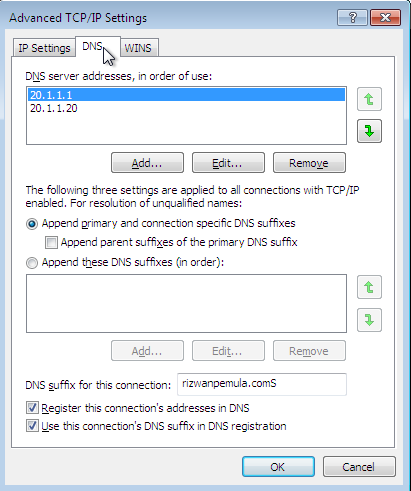 Advanced TCP/IP Settings
IP Settings DNS WINS
DNS server addresses, in order of use:
20.1.1.1
20.1.1.20
Add... Edit... Remove
The following three settings are applied to all connections with TCP/IP
enabled. For resolution of unqualified names:
Append primary and connection specific DNS suffixes
Append parent suffixes of the primary DNS suffix
Append these DNS suffixes (in order):
Add... Edit... Remove
DNS suffix for this connection: rizwanpemula.comS
Register this connection's addresses in DNS
Use this connection's DNS suffix in DNS registration
OK Cancel